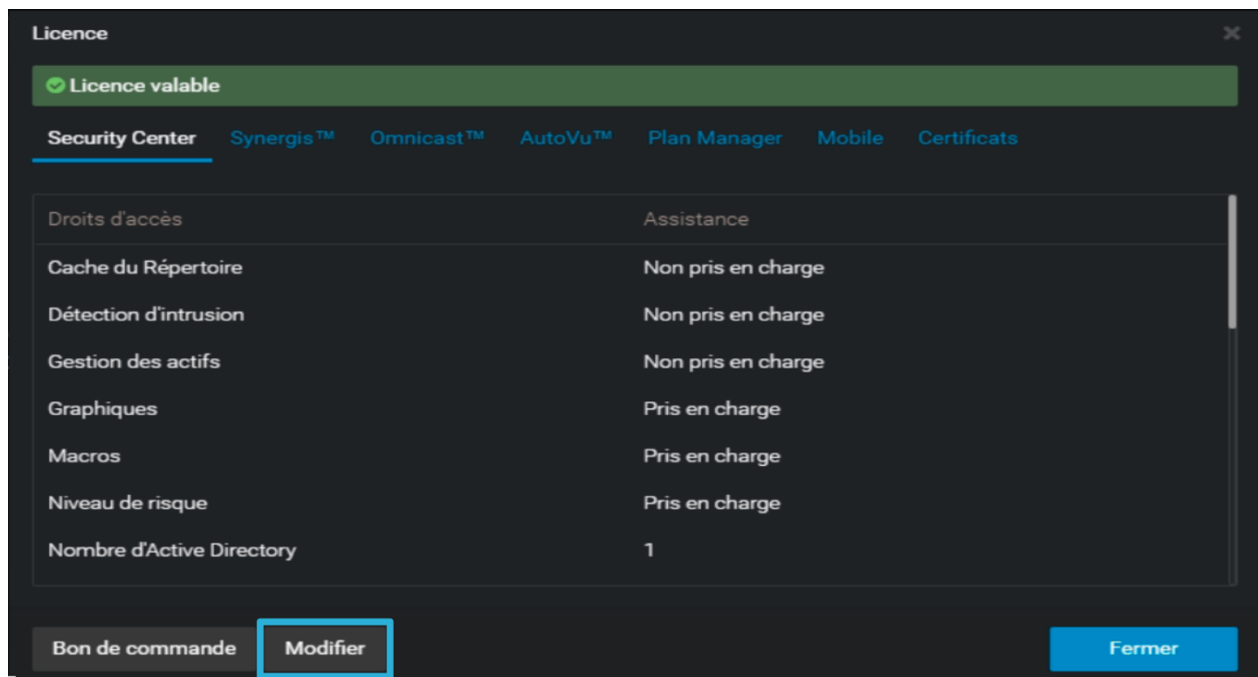 Licence
Licence valable
Security Center Synergis™ Omnicast™ AutoVu™ Plan Manager Mobile Certificats
Droits d'accès Assistance
Cache du Répertoire Non pris en charge
Détection d'intrusion Non pris en charge
Gestion des actifs Non pris en charge
Graphiques Pris en charge
Macros Pris en charge
Niveau de risque Pris en charge
Nombre d'Active Directory 1
Bon de commande Modifier Fermer